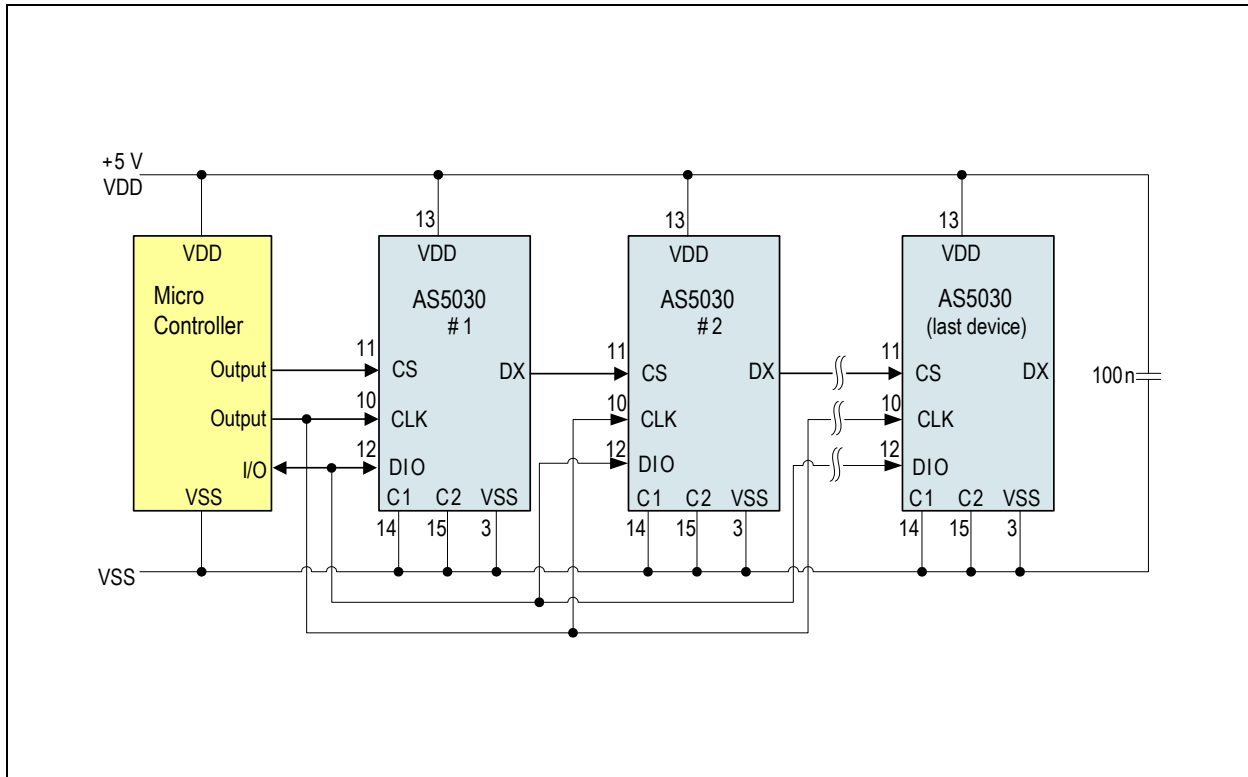 +5 V
VDD
13
13
13
VDD
VDD
VDD
VDD
Micro
Controller
AS5030
# 1
AS5030
# 2
AS5030
(last device)
Output
11
CS
DX
11
CS
DX
11
CS
DX
100n
Output
10
CLK
10
CLK
10
CLK
I/O
12
DIO
12
DIO
12
DIO
VSS
C1 C2 VSS
C1 C2 VSS
C1 C2 VSS
14 15 3
14 15 3
14 15 3
VSS